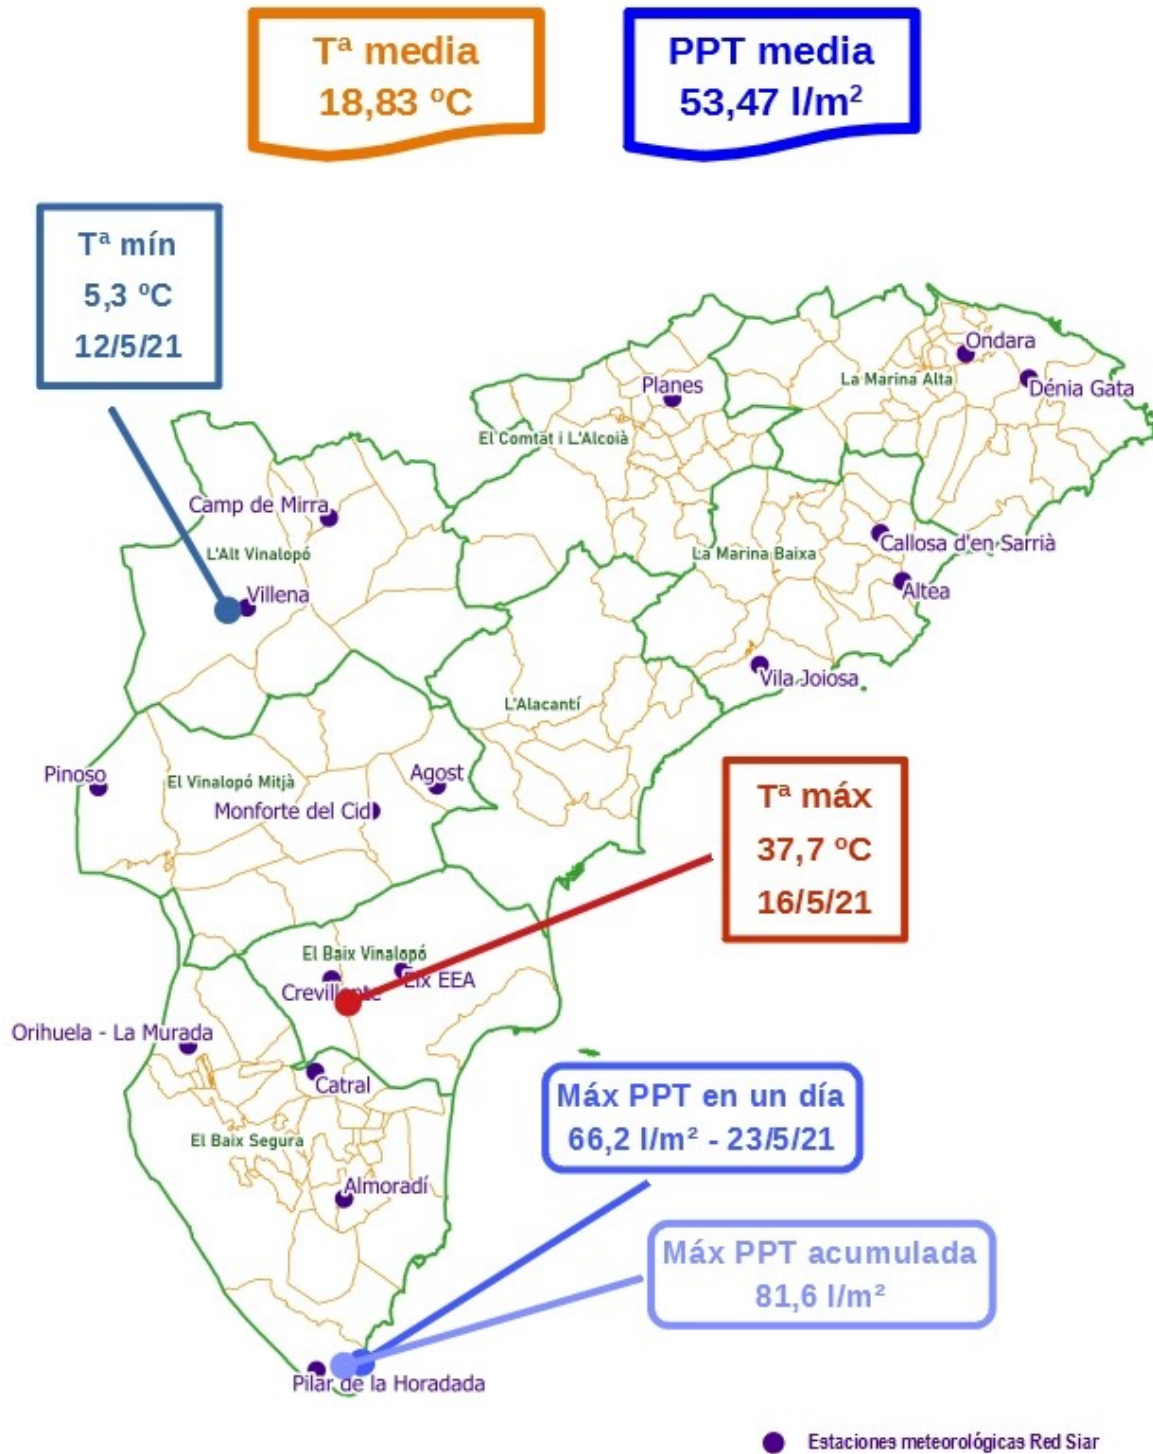 Tª media
18,83 ºC
PPT media
53,47 l/m²
Tª mín
5,3 ºC
12/5/21
Ondara
Dénia Gata
La Marina Alta
Planes
El Comtat i L'Alcoià
Camp de Mirra
L'Alt Vinalopó
Callosa d'en Sarrià
La Marina Baixa
Altea
Villena
Vila Joiosa
L'Alacantí
Pinoso
El Vinalopó Mitjà
Agost
Monforte del Cid
Tª máx
37,7 ºC
16/5/21
El Baix Vinalopó
Elx EEA
Crevillente
Orihuela - La Murada
Catral
El Baix Segura
Almoradí
Máx PPT en un día
66,2 l/m² - 23/5/21
Máx PPT acumulada
81,6 l/m²
Pilar de la Horadada
Estaciones meteorológicas Red Siar